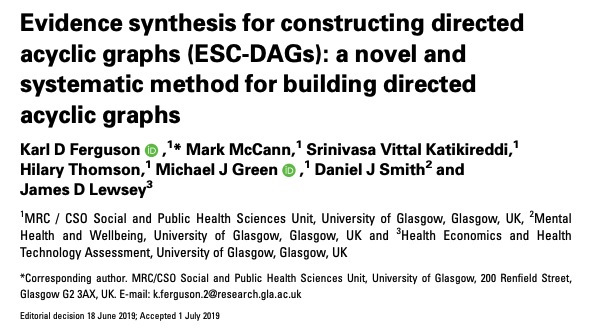 Evidence synthesis for constructing directed
acyclic graphs (ESC-DAGs): a novel and
systematic method for building directed
acyclic graphs
Karl D Ferguson iD ,1* Mark McCann,1 Srinivasa Vittal Katikireddi,1
Hilary Thomson,1 Michael J Green iD ,1 Daniel J Smith2 and
James D Lewsey3
1MRC / CSO Social and Public Health Sciences Unit, University of Glasgow, Glasgow, UK, 2Mental
Health and Wellbeing, University of Glasgow, Glasgow, UK and 3Health Economics and Health
Technology Assessment, University of Glasgow, Glasgow, UK
*Corresponding author. MRC/CSO Social and Public Health Sciences Unit, University of Glasgow, 200 Renfield Street,
Glasgow G2 3AX, UK. E-mail: k.ferguson.2@research.gla.ac.uk
Editorial decision 18 June 2019; Accepted 1 July 2019